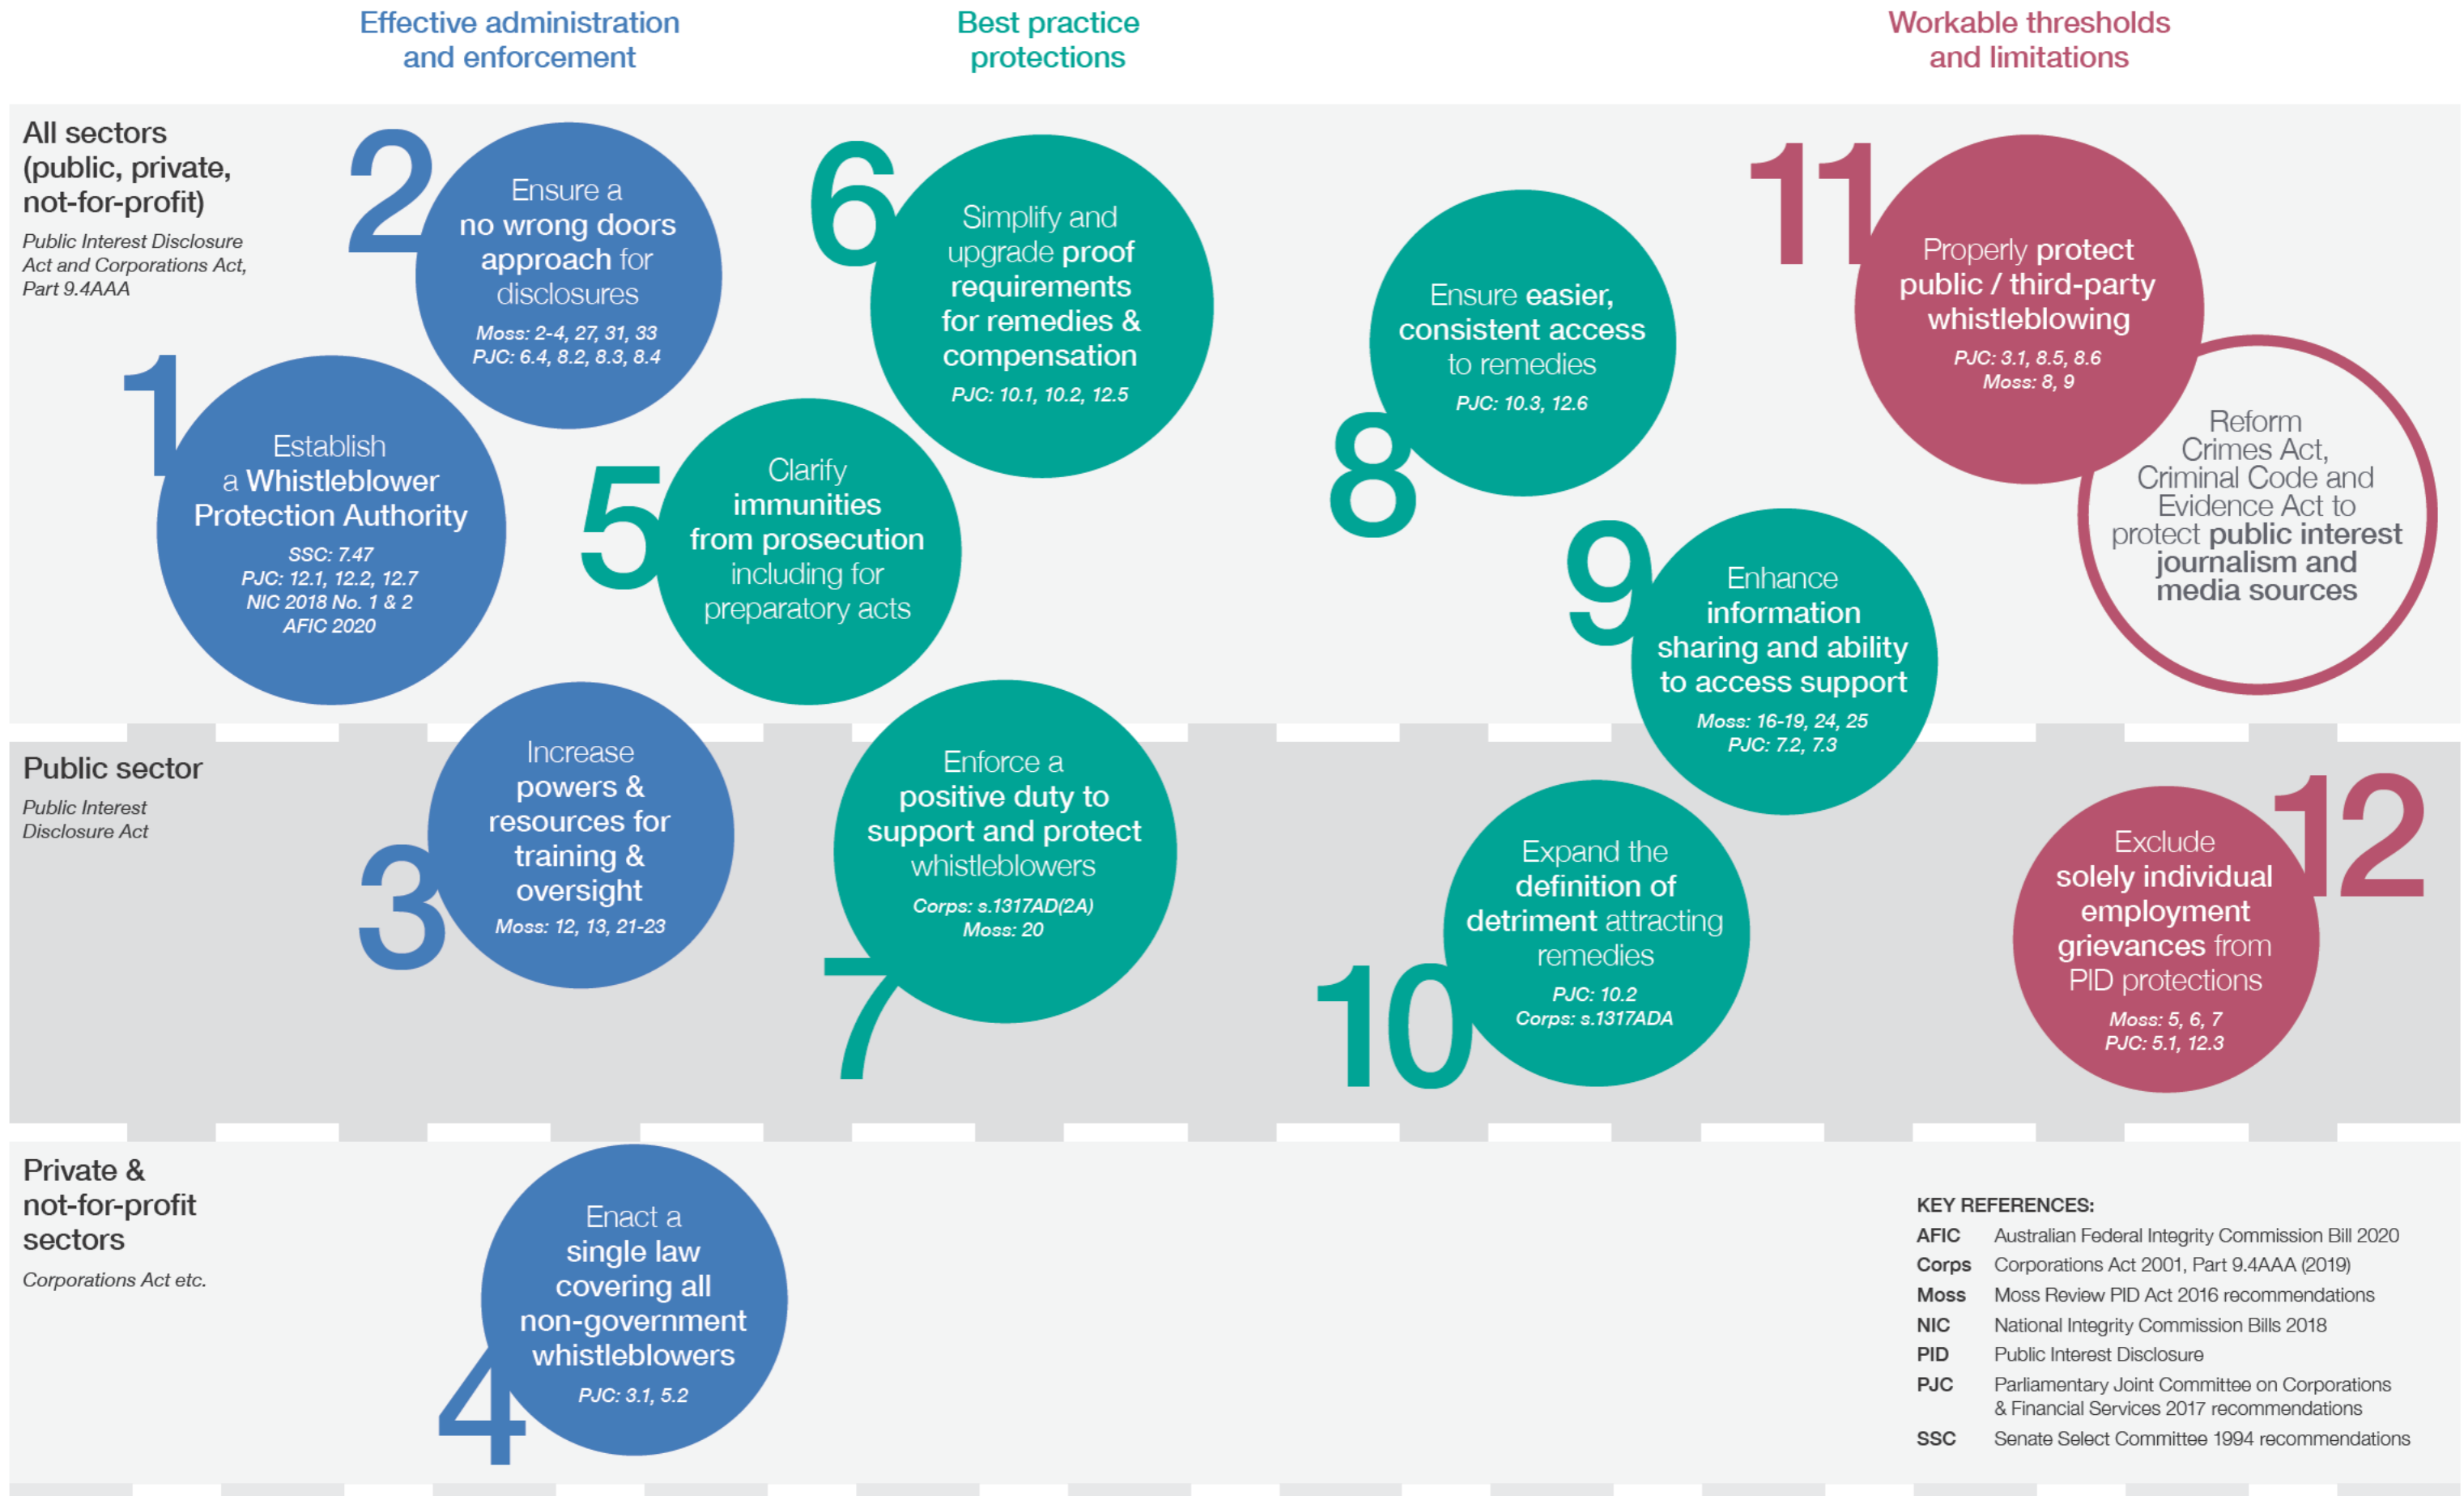 Effective administration
and enforcement
Best practice
protections
Workable thresholds
and limitations
All sectors
(public, private,
not-for-profit)
Public Interest Disclosure
Act and Corporations Act,
Part 9.4AAA
1
Establish
a Whistleblower
Protection Authority
SSC: 7.47
PJC: 12.1, 12.2, 12.7
NIC 2018 No. 1 & 2
AFIC 2020
2
Ensure a
no wrong doors
approach for
disclosures
Moss: 2-4, 27, 31, 33
PJC: 6.4, 8.2, 8.3, 8.4
5
Clarify
immunities
from prosecution
including for
preparatory acts
6
Simplify and
upgrade proof
requirements
for remedies &
compensation
PJC: 10.1, 10.2, 12.5
8
Ensure easier,
consistent access
to remedies
PJC: 10.3, 12.6
9
Enhance
information
sharing and ability
to access support
Moss: 16-19, 24, 25
PJC: 7.2, 7.3
11
Properly protect
public / third-party
whistleblowing
PJC: 3.1, 8.5, 8.6
Moss: 8, 9
Reform
Crimes Act,
Criminal Code and
Evidence Act to
protect public interest
journalism and
media sources
Public sector
Public Interest
Disclosure Act
3
Increase
powers &
resources for
training &
oversight
Moss: 12, 13, 21-23
7
Enforce a
positive duty to
support and protect
whistleblowers
Corps: s.1317AD(2A)
Moss: 20
10
Expand the
definition of
detriment attracting
remedies
PJC: 10.2
Corps: s.1317ADA
12
Exclude
solely individual
employment
grievances from
PID protections
Moss: 5, 6, 7
PJC: 5.1, 12.3
Private &
not-for-profit
sectors
Corporations Act etc.
4
Enact a
single law
covering all
non-government
whistleblowers
PJC: 3.1, 5.2
KEY REFERENCES:
AFIC Australian Federal Integrity Commission Bill 2020
Corps Corporations Act 2001, Part 9.4AAA (2019)
Moss Moss Review PID Act 2016 recommendations
NIC National Integrity Commission Bills 2018
PID Public Interest Disclosure
PJC Parliamentary Joint Committee on Corporations
& Financial Services 2017 recommendations
SSC Senate Select Committee 1994 recommendations